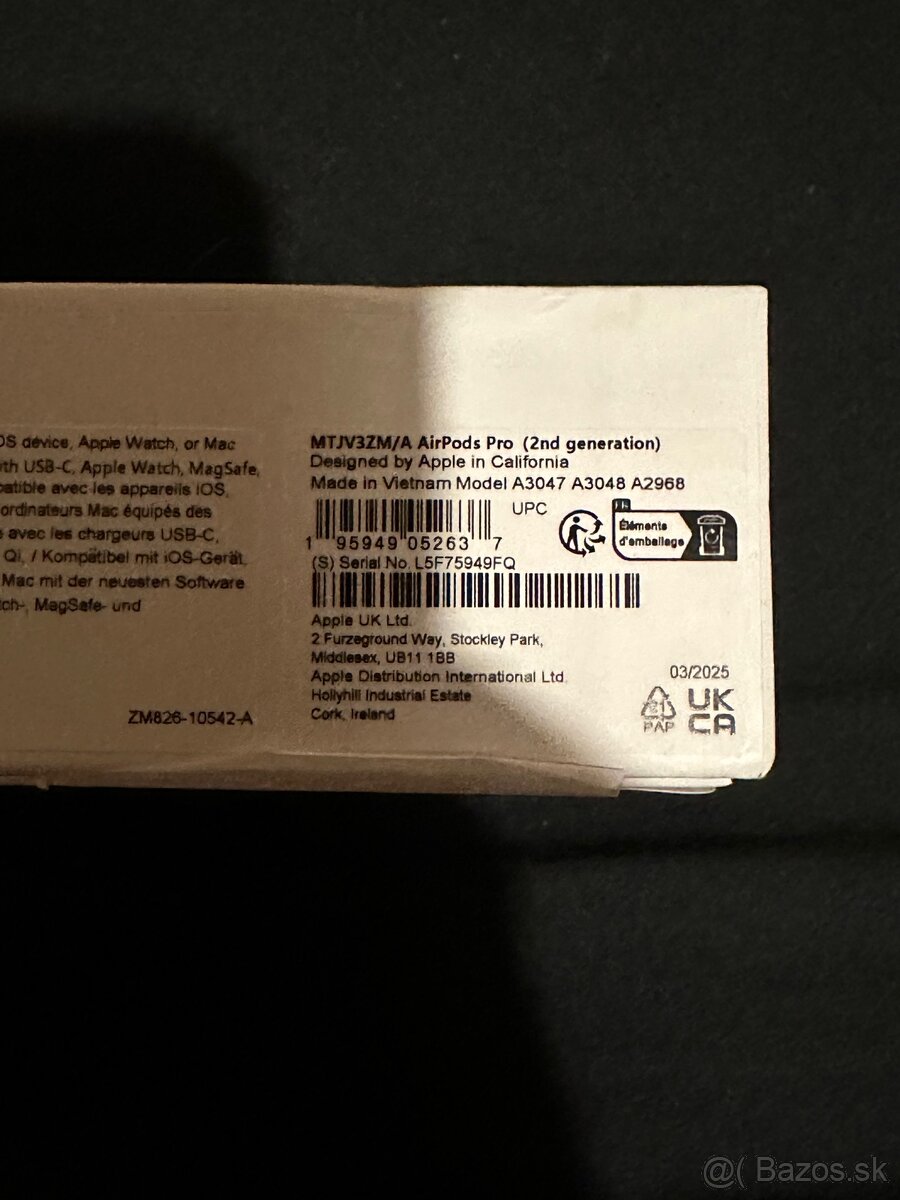 OS device, Apple Watch, or Mac
with USB-C, Apple Watch, MagSafe,
patible avec les appareils iOS,
ordinateurs Mac équipés des
avec les chargeurs USB-C,
Qi. / Kompatibel mit iOS-Gerät,
Mac mit der neuesten Software
tch-, MagSafe- und
ZM826-10542-A
MTJV3ZM/A AirPods Pro (2nd generation)
Designed by Apple in California
Made in Vietnam Model A3047 A3048 A2968
UPC
1 95949 05263 7
(S) Serial No. L5F75949FQ
FR
Éléments
d'emballage
Apple UK Ltd.
2 Furzeground Way, Stockley Park,
Middlesex, UB11 1BB
Apple Distribution International Ltd
Hollyhill Industrial Estate
Cork, Ireland
03/2025
21
PAP
UK
CA
@( Bazos.sk